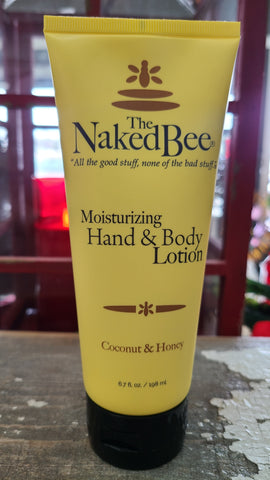 The
NakedBee®
"All the good stuff, none of the bad stuff."
Moisturizing
Hand & Body
Lotion
Coconut & Honey
6.7 fl. oz. / 198 ml